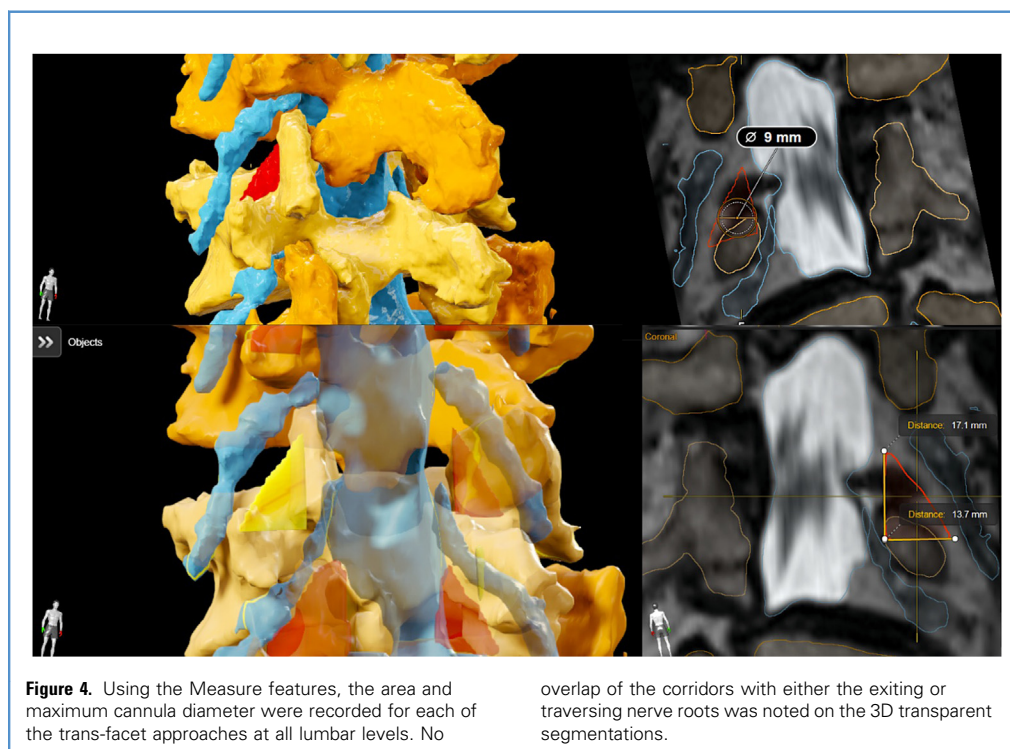 Ø 9 mm
Objects
Coronal
Distance: 17.1 mm
Distance: 13.7 mm
Figure 4. Using the Measure features, the area and
maximum cannula diameter were recorded for each of
the trans-facet approaches at all lumbar levels. No
overlap of the corridors with either the exiting or
traversing nerve roots was noted on the 3D transparent
segmentations.